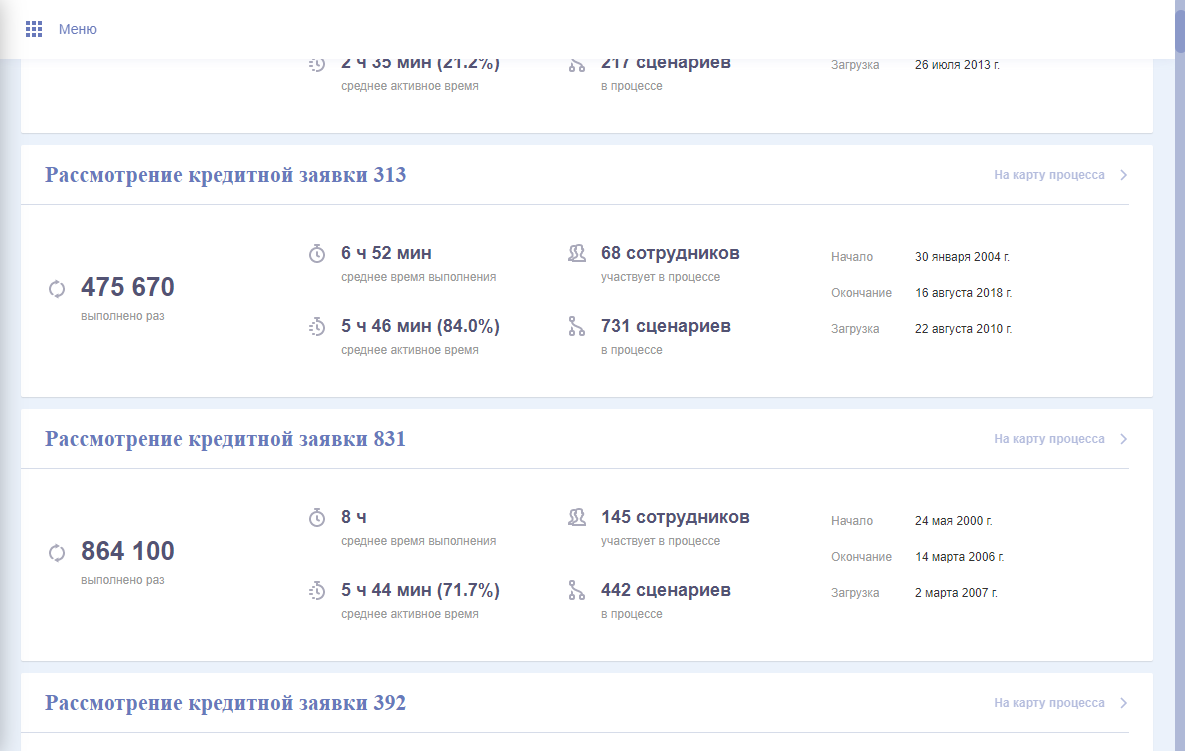 Меню
2 ч 35 мин (21.2%)
217 сценариев
Загрузка 26 июля 2013 г.
среднее активное время
в процессе
Рассмотрение кредитной заявки 313
На карту процесса
475 670
выполнено раз
6 ч 52 мин
среднее время выполнения
5 ч 46 мин (84.0%)
среднее активное время
68 сотрудников
участвует в процессе
731 сценариев
в процессе
Начало 30 января 2004 г.
Окончание 16 августа 2018 г.
Загрузка 22 августа 2010 г.
Рассмотрение кредитной заявки 831
На карту процесса
864 100
выполнено раз
8 ч
среднее время выполнения
5 ч 44 мин (71.7%)
среднее активное время
145 сотрудников
участвует в процессе
442 сценариев
в процессе
Начало 24 мая 2000 г.
Окончание 14 марта 2006 г.
Загрузка 2 марта 2007 г.
Рассмотрение кредитной заявки 392
На карту процесса